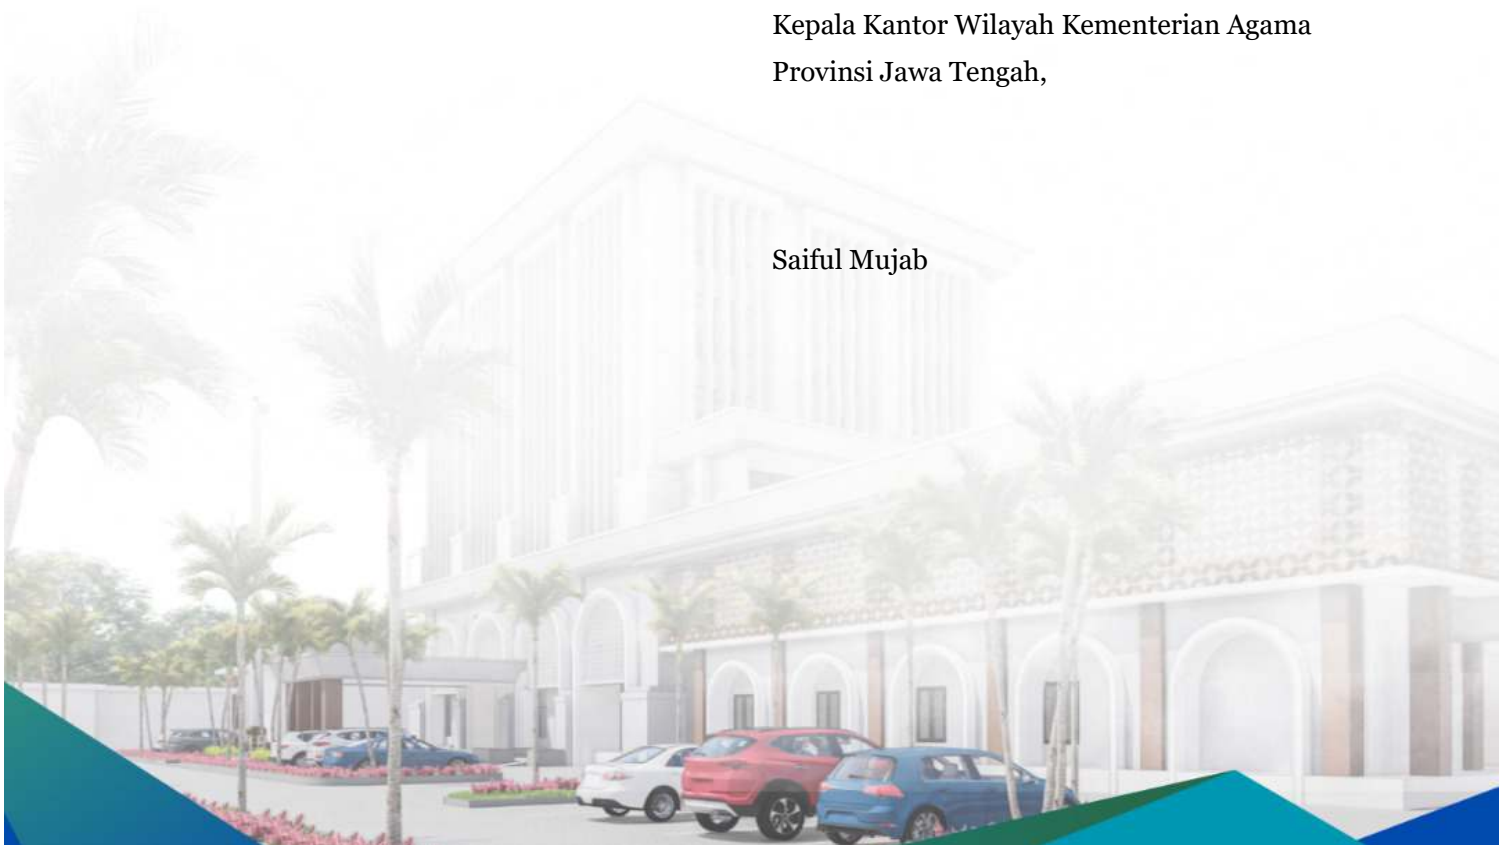 Kepala Kantor Wilayah Kementerian Agama
Provinsi Jawa Tengah,
Saiful Mujab